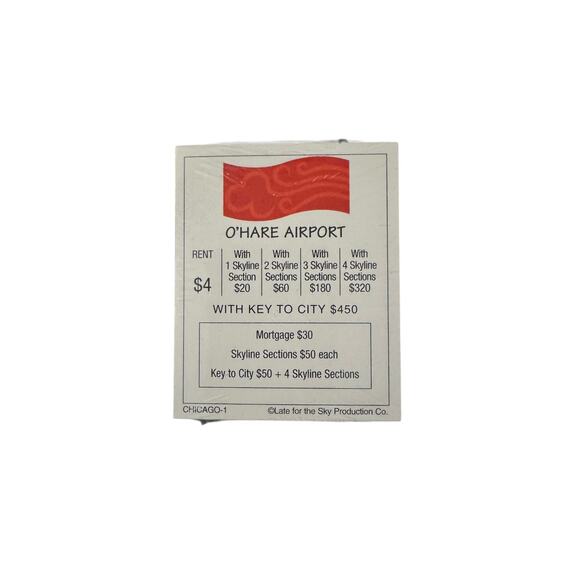 O'HARE AIRPORT
RENT With With With With
1 Skyline 2 Skyline 3 Skyline 4 Skyline
Section Sections Sections Sections
$4 $20 $60 $180 $320
WITH KEY TO CITY $450
Mortgage $30
Skyline Sections $50 each
Key to City $50 + 4 Skyline Sections
CHICAGO-1 ©Late for the Sky Production Co.